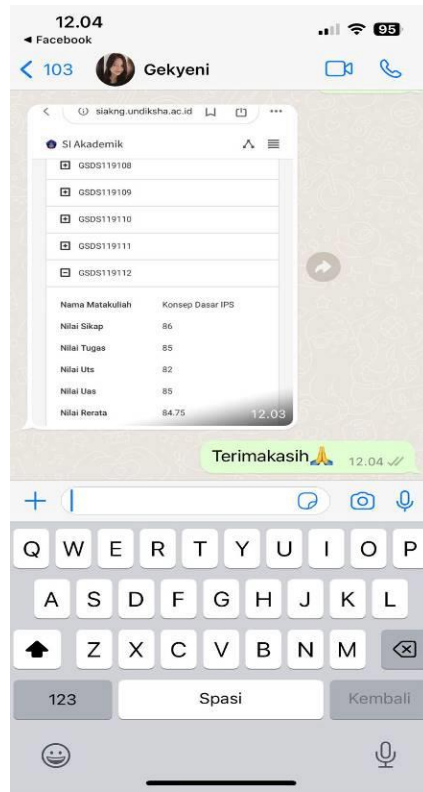 12.04
95
◀ Facebook
103
Gekyeni
siakng.undiksha.ac.id
SI Akademik
GSDS119108
GSDS119109
GSDS119110
GSDS119111
GSDS119112
Nama Matakuliah Konsep Dasar IPS
Nilai Sikap 86
Nilai Tugas 85
Nilai Uts 82
Nilai Uas 85
Nilai Rerata 84.75
12.03
Terimakasih🙏 12.04
Q W E R T Y U I O P
A S D F G H J K L
Z X C V B N M
123 Spasi Kembali